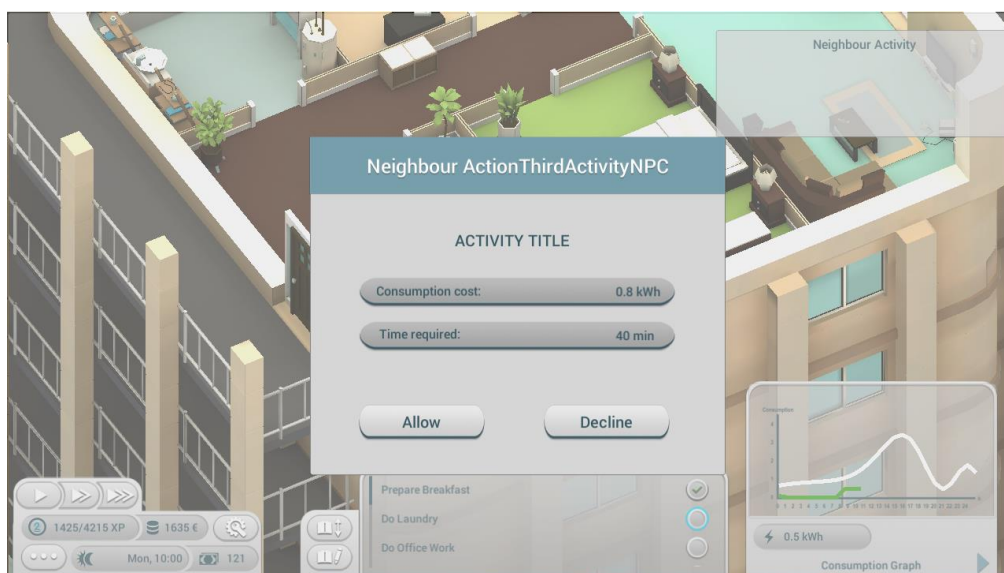 Neighbour Activity
Neighbour ActionThirdActivityNPC
ACTIVITY TITLE
Consumption cost: 0.8 kWh
Time required: 40 min
Allow Decline
Prepare Breakfast
Do Laundry
Do Office Work
2 1425/4215 XP 1635 €
Mon, 10:00 121
Consumption
0.5 kWh
Consumption Graph